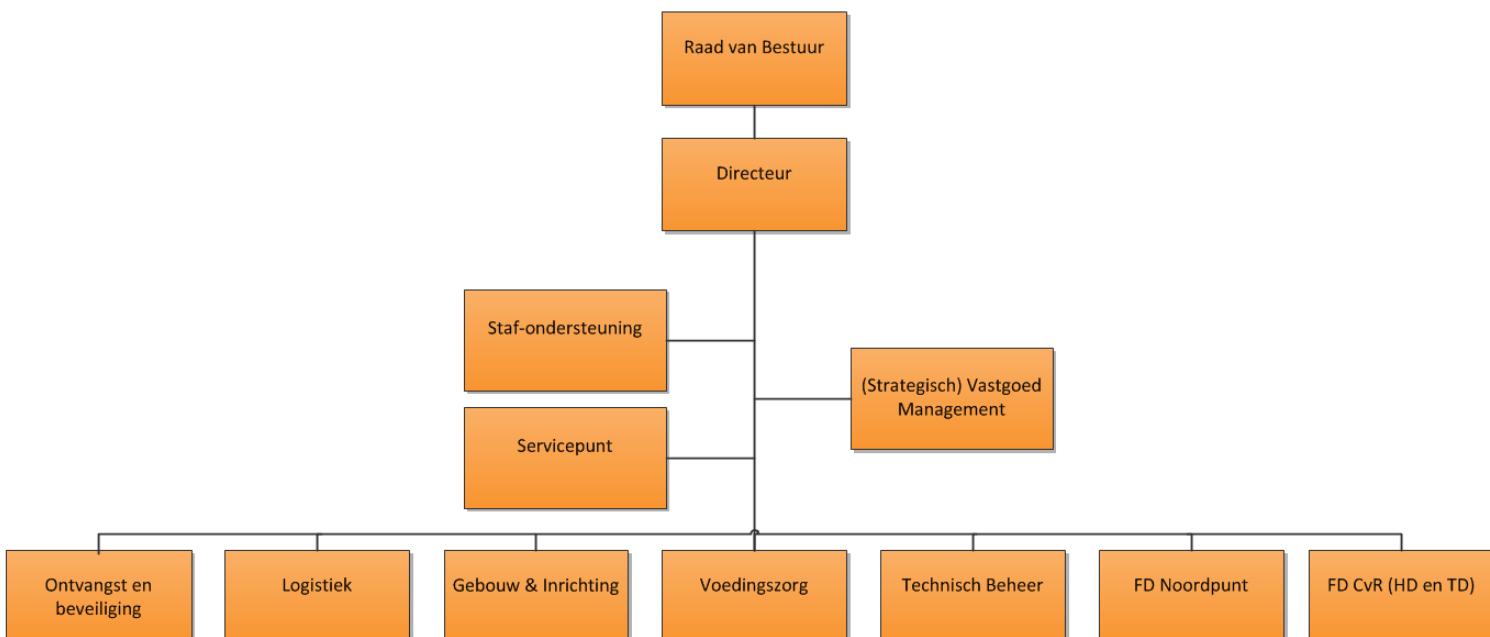 Raad van Bestuur
Directeur
Staf-ondersteuning
(Strategisch) Vastgoed
Management
Servicepunt
Ontvangst en
beveiliging
Logistiek
Gebouw & Inrichting
Voedingszorg
Technisch Beheer
FD Noordpunt
FD CvR (HD en TD)